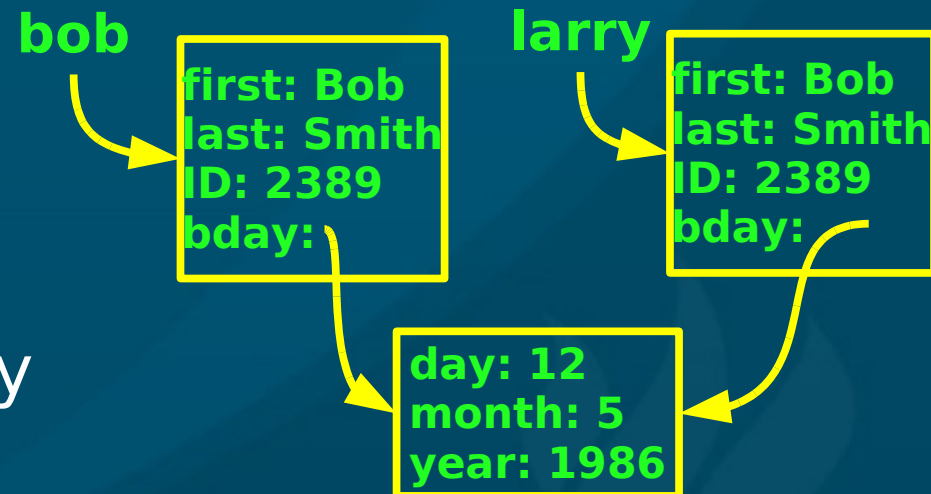 bob
first: Bob
last: Smith
ID: 2389
bday:
larry
first: Bob
last: Smith
ID: 2389
bday:
y
day: 12
month: 5
year: 1986